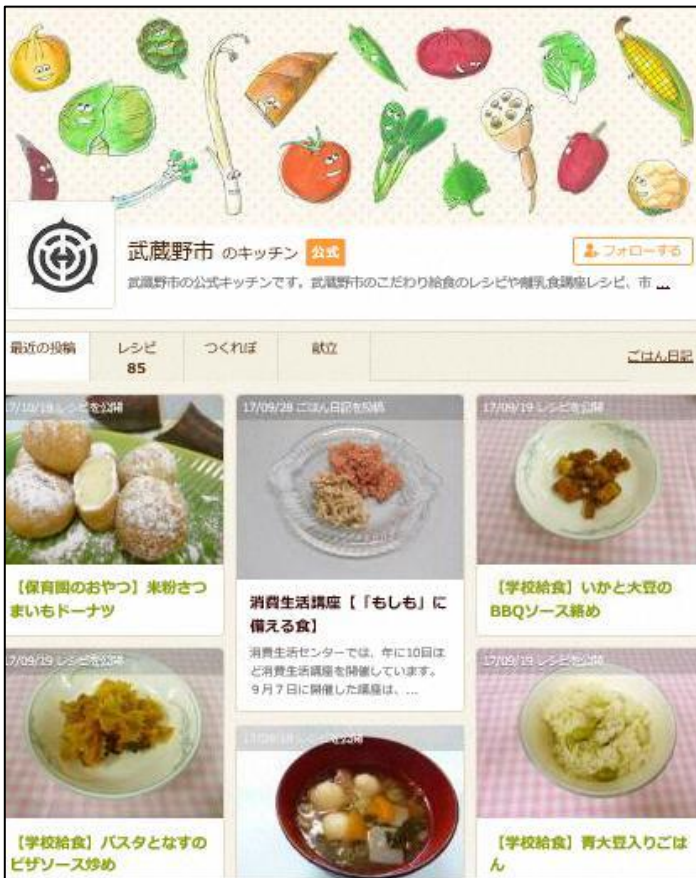 武蔵野市 のキッチン 公式
フォローする
武蔵野市の公式キッチンです。武蔵野市のこだわり給食のレシピや離乳食講座レシピ、市 ...
最近の投稿
レシピ
85
つくれぽ
献立
ごはん日記
17/10/18 レシピを公開
【保育園のおやつ】米粉さつ
まいもドーナツ
17/09/28 ごはん日記を投稿
消費生活講座【「もしも」に
備える食】
消費生活センターでは、年に10回ほ
ど消費生活講座を開催しています。
9月7日に開催した講座は、...
17/09/19 レシピを公開
【学校給食】いかと大豆の
BBQソース絡め
17/09/19 レシピを公開
【学校給食】パスタとなすの
ピザソース炒め
レシピを公開
17/09/19 レシピを公開
【学校給食】青大豆入りごは
ん